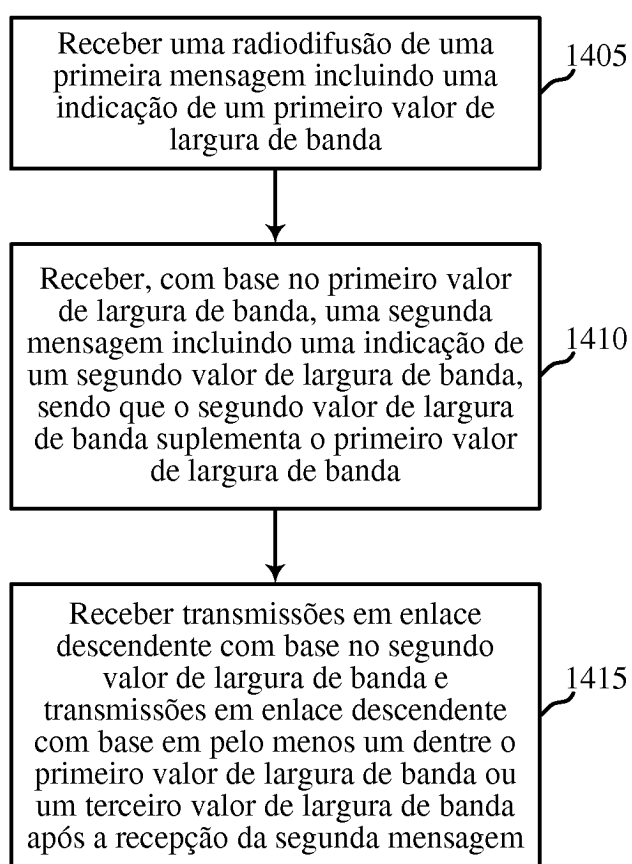 Receber uma radiodifusão de uma
primeira mensagem incluindo uma
indicação de um primeiro valor de
largura de banda
1405
Receber, com base no primeiro valor
de largura de banda, uma segunda
mensagem incluindo uma indicação de
um segundo valor de largura de banda,
sendo que o segundo valor de largura
de banda suplementa o primeiro valor
de largura de banda
1410
Receber transmissões em enlace
descendente com base no segundo
valor de largura de banda e
transmissões em enlace descendente
com base em pelo menos um dentre o
primeiro valor de largura de banda ou
um terceiro valor de largura de banda
após a recepção da segunda mensagem
1415